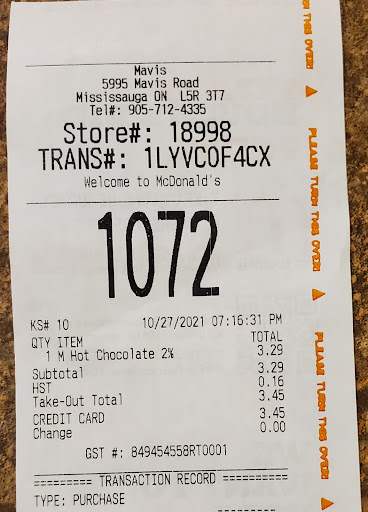 Mavis
5995 Mavis Road
Mississauga ON L5R 3T7
Tel#: 905-712-4335
Store#: 18998
TRANS#: 1LYVCOF4CX
Welcome to McDonald's
1072
KS# 10 10/27/2021 07:16:31 PM
QTY ITEM TOTAL
1 M Hot Chocolate 2% 3.29
Subtotal 3.29
HST 0.16
Take-Out Total 3.45
CREDIT CARD 3.45
Change 0.00
GST #: 849454558RT0001
========= TRANSACTION RECORD ==========
TYPE: PURCHASE
THIS OVER!
PLEASE TURN THIS OVER!
PLEASE TURN THIS OVER!